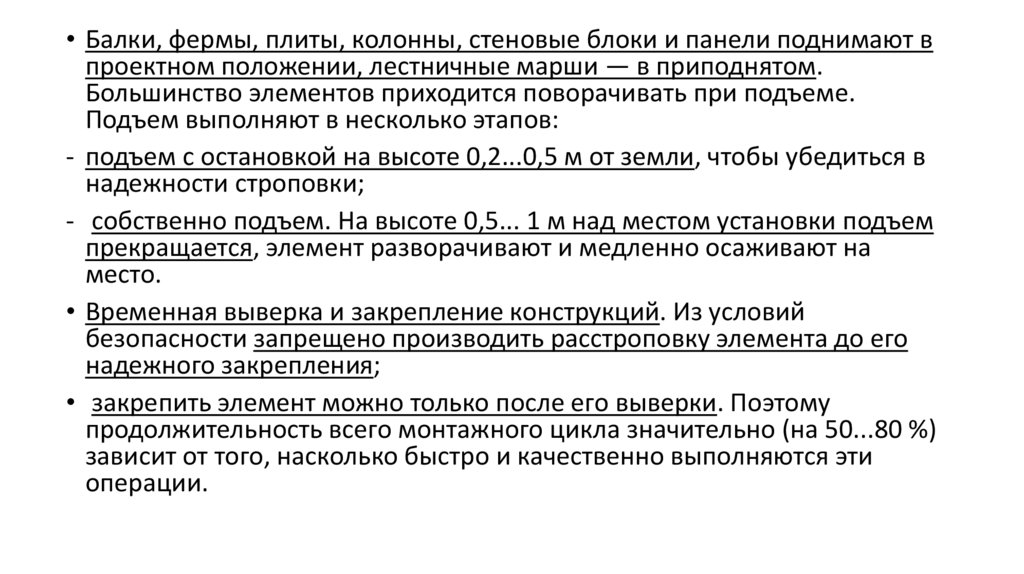 • Балки, фермы, плиты, колонны, стеновые блоки и панели поднимают в
проектном положении, лестничные марши — в приподнятом.
Большинство элементов приходится поворачивать при подъеме.
Подъем выполняют в несколько этапов:
- подъем с остановкой на высоте 0,2...0,5 м от земли, чтобы убедиться в
надежности строповки;
- собственно подъем. На высоте 0,5... 1 м над местом установки подъем
прекращается, элемент разворачивают и медленно осаживают на
место.
• Временная выверка и закрепление конструкций. Из условий
безопасности запрещено производить расстроповку элемента до его
надежного закрепления;
• закрепить элемент можно только после его выверки. Поэтому
продолжительность всего монтажного цикла значительно (на 50...80 %)
зависит от того, насколько быстро и качественно выполняются эти
операции.